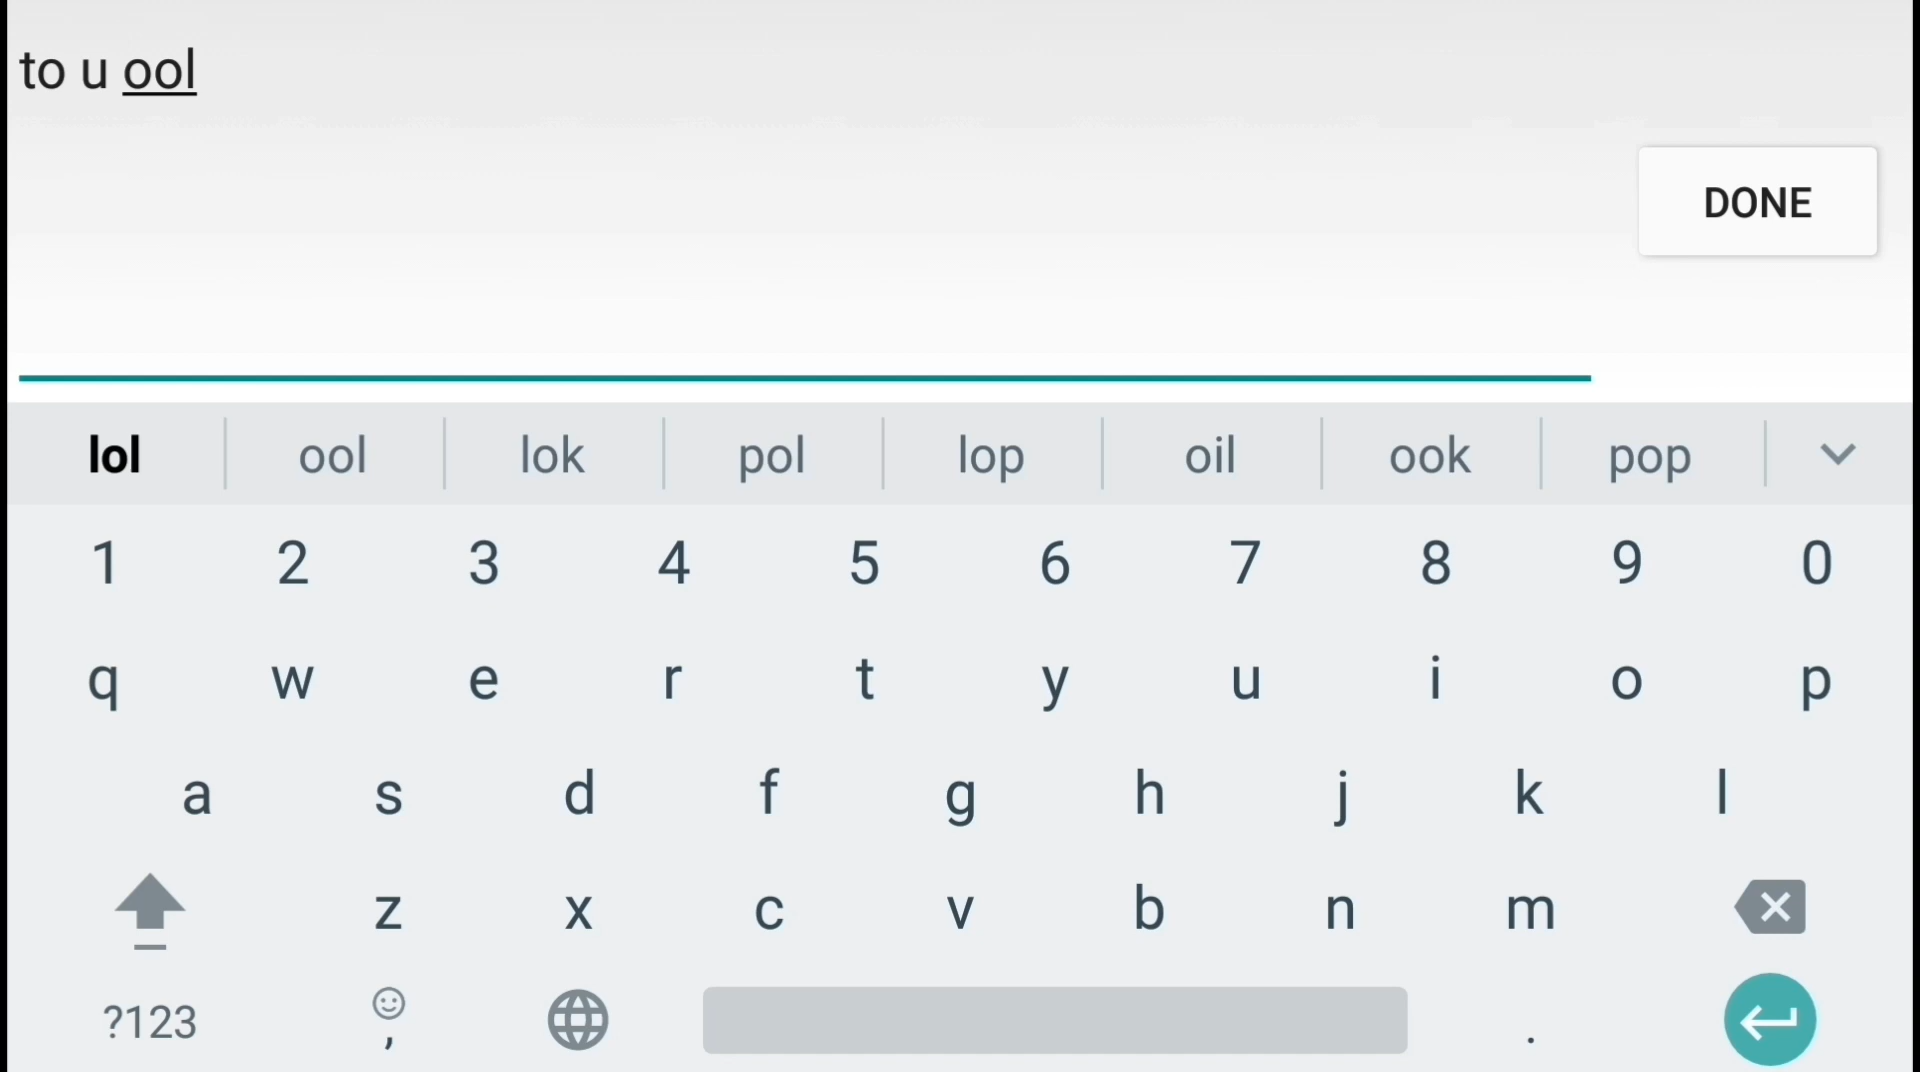 to u ool
DONE
lol ool lok pol lop oil ook pop
1 2 3 4 5 6 7 8 9 0
q w e r t y u i o p
a s d f g h j k l
z x c v b n m
?123 , .